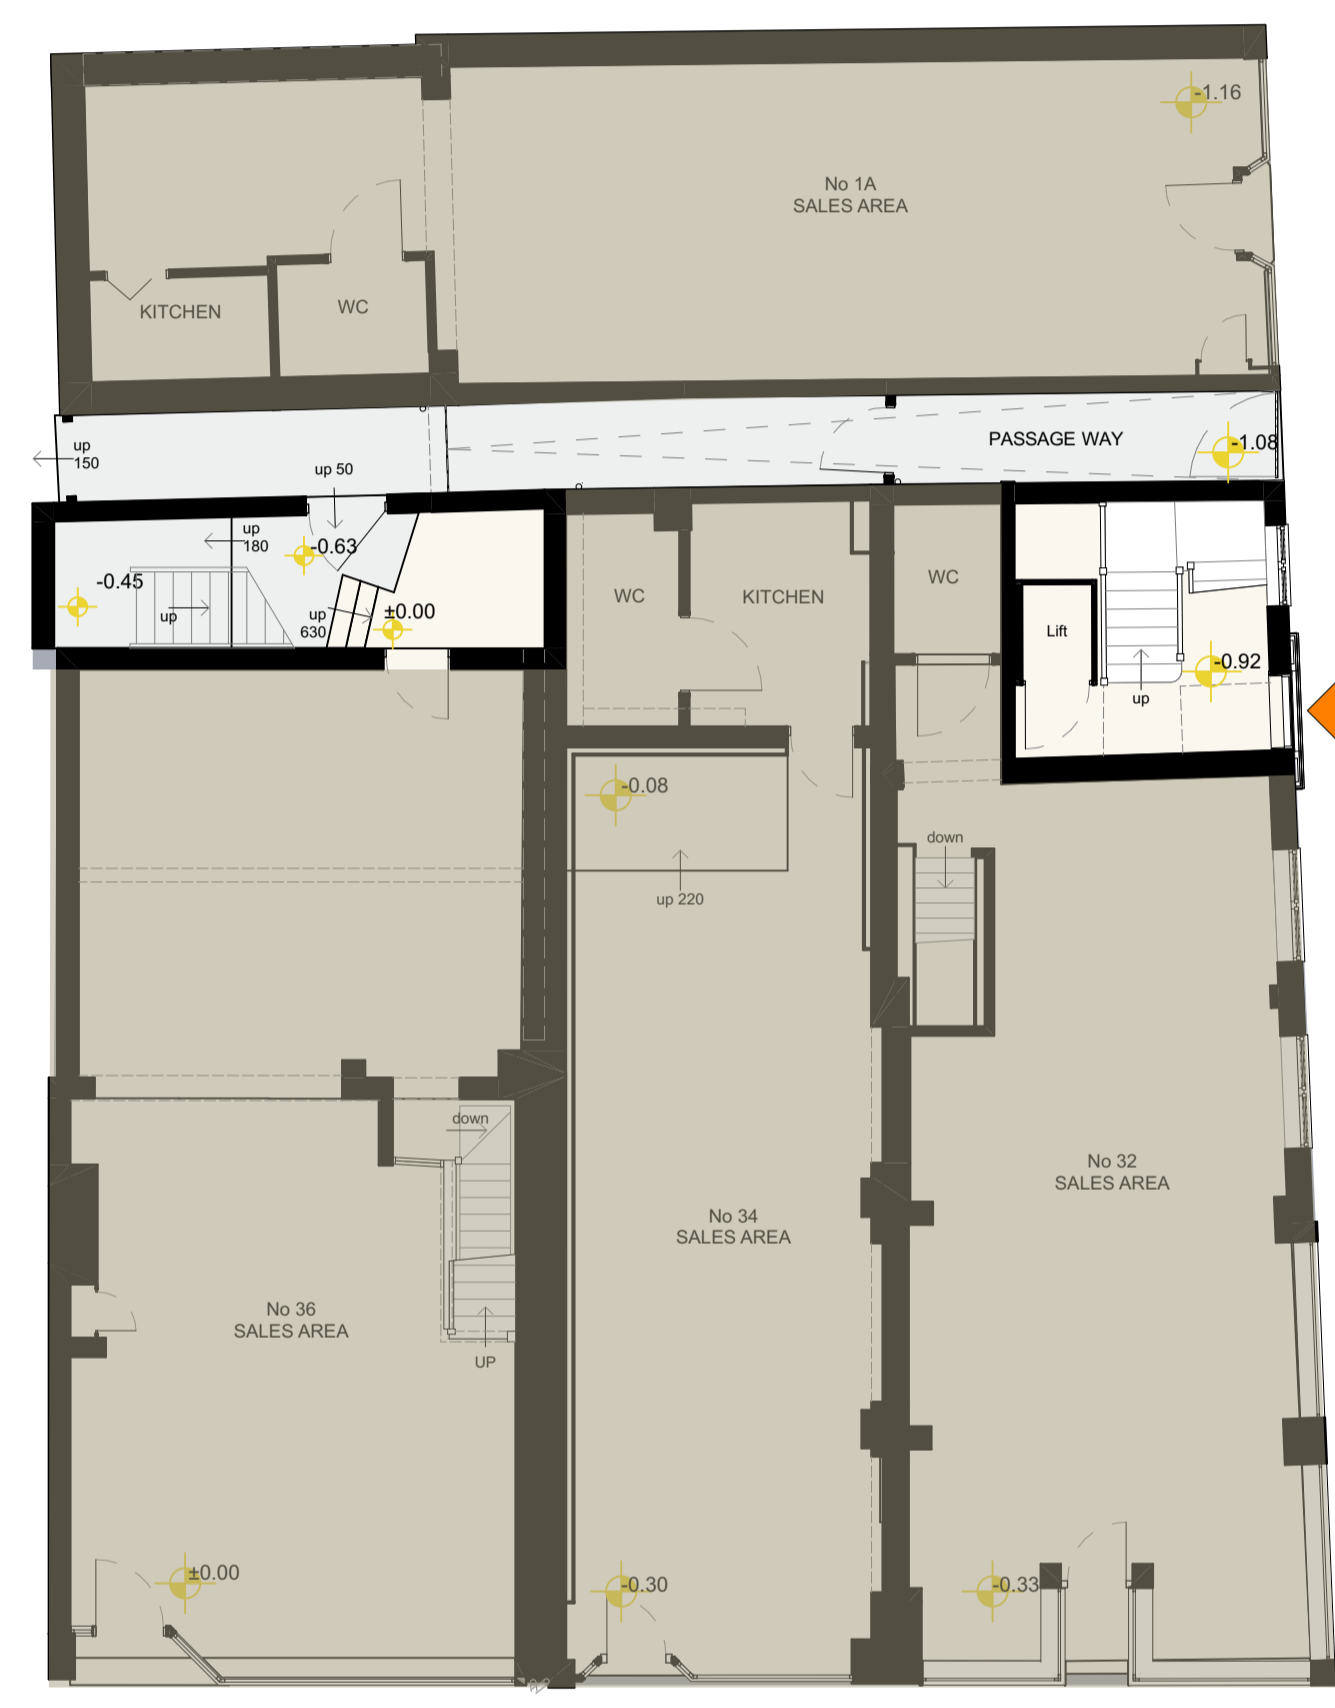 -1.16
No 1A
SALES AREA
KITCHEN
WC
PASSAGE WAY
-1.08
up
150
up 50
up
180
-0.63
-0.45
up
up
630
±0.00
WC
KITCHEN
WC
Lift
-0.92
up
-0.08
up 220
down
down
No 32
SALES AREA
No 34
SALES AREA
No 36
SALES AREA
UP
±0.00
-0.30
-0.33